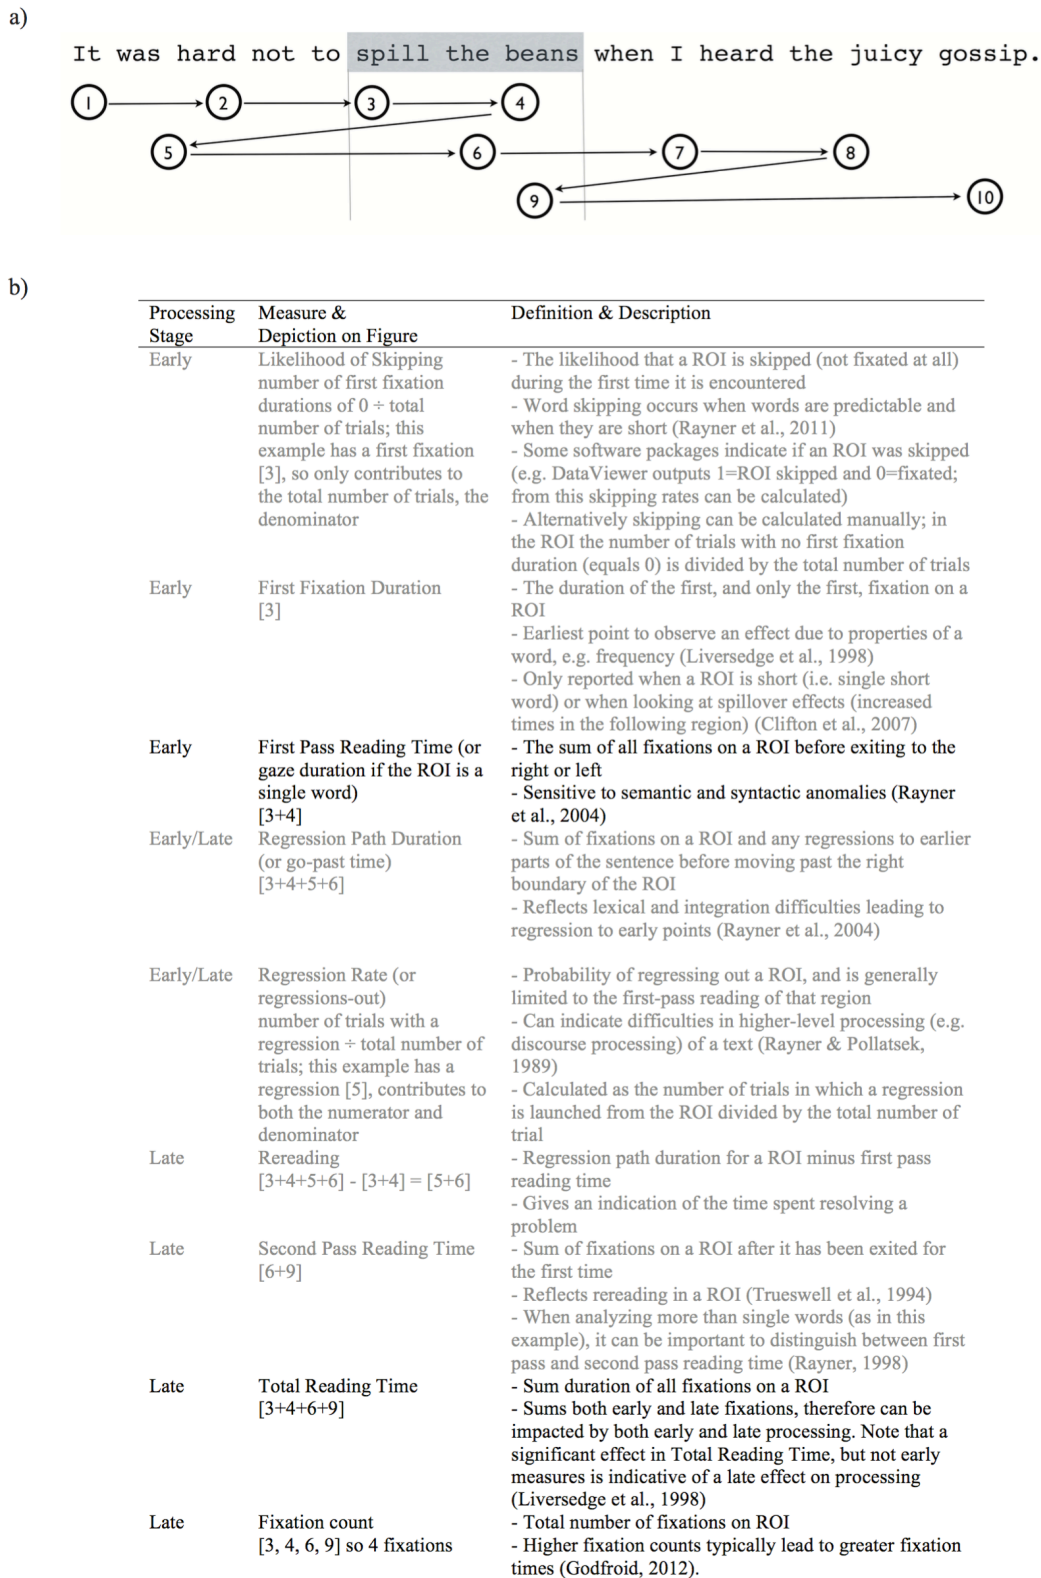 a)
It was hard not to spill the beans when I heard the juicy gossip.
1 2 3 4
5 6 7 8
9 10
b)
Processing Stage Measure & Depiction on Figure Definition & Description
Early
Likelihood of Skipping
number of first fixation
durations of 0 ÷ total
number of trials; this
example has a first fixation
[3], so only contributes to
the total number of trials, the
denominator
- The likelihood that a ROI is skipped (not fixated at all)
during the first time it is encountered
- Word skipping occurs when words are predictable and
when they are short (Rayner et al., 2011)
- Some software packages indicate if an ROI was skipped
(e.g. DataViewer outputs 1=ROI skipped and 0=fixated;
from this skipping rates can be calculated)
- Alternatively skipping can be calculated manually; in
the ROI the number of trials with no first fixation
duration (equals 0) is divided by the total number of trials
Early
First Fixation Duration
[3]
- The duration of the first, and only the first, fixation on a
ROI
- Earliest point to observe an effect due to properties of a
word, e.g. frequency (Liversedge et al., 1998)
- Only reported when a ROI is short (i.e. single short
word) or when looking at spillover effects (increased
times in the following region) (Clifton et al., 2007)
Early
First Pass Reading Time (or
gaze duration if the ROI is a
single word)
[3+4]
- The sum of all fixations on a ROI before exiting to the
right or left
- Sensitive to semantic and syntactic anomalies (Rayner
et al., 2004)
Early/Late
Regression Path Duration
(or go-past time)
[3+4+5+6]
- Sum of fixations on a ROI and any regressions to earlier
parts of the sentence before moving past the right
boundary of the ROI
- Reflects lexical and integration difficulties leading to
regression to early points (Rayner et al., 2004)
Early/Late
Regression Rate (or
regressions-out)
number of trials with a
regression ÷ total number of
trials; this example has a
regression [5], contributes to
both the numerator and
denominator
- Probability of regressing out a ROI, and is generally
limited to the first-pass reading of that region
- Can indicate difficulties in higher-level processing (e.g.
discourse processing) of a text (Rayner & Pollatsek,
1989)
- Calculated as the number of trials in which a regression
is launched from the ROI divided by the total number of
trial
Late
Rereading
[3+4+5+6] - [3+4] = [5+6]
- Regression path duration for a ROI minus first pass
reading time
- Gives an indication of the time spent resolving a
problem
Late
Second Pass Reading Time
[6+9]
- Sum of fixations on a ROI after it has been exited for
the first time
- Reflects rereading in a ROI (Trueswell et al., 1994)
- When analyzing more than single words (as in this
example), it can be important to distinguish between first
pass and second pass reading time (Rayner, 1998)
Late
Total Reading Time
[3+4+6+9]
- Sum duration of all fixations on a ROI
- Sums both early and late fixations, therefore can be
impacted by both early and late processing. Note that a
significant effect in Total Reading Time, but not early
measures is indicative of a late effect on processing
(Liversedge et al., 1998)
Late
Fixation count
[3, 4, 6, 9] so 4 fixations
- Total number of fixations on ROI
- Higher fixation counts typically lead to greater fixation
times (Godfroid, 2012).